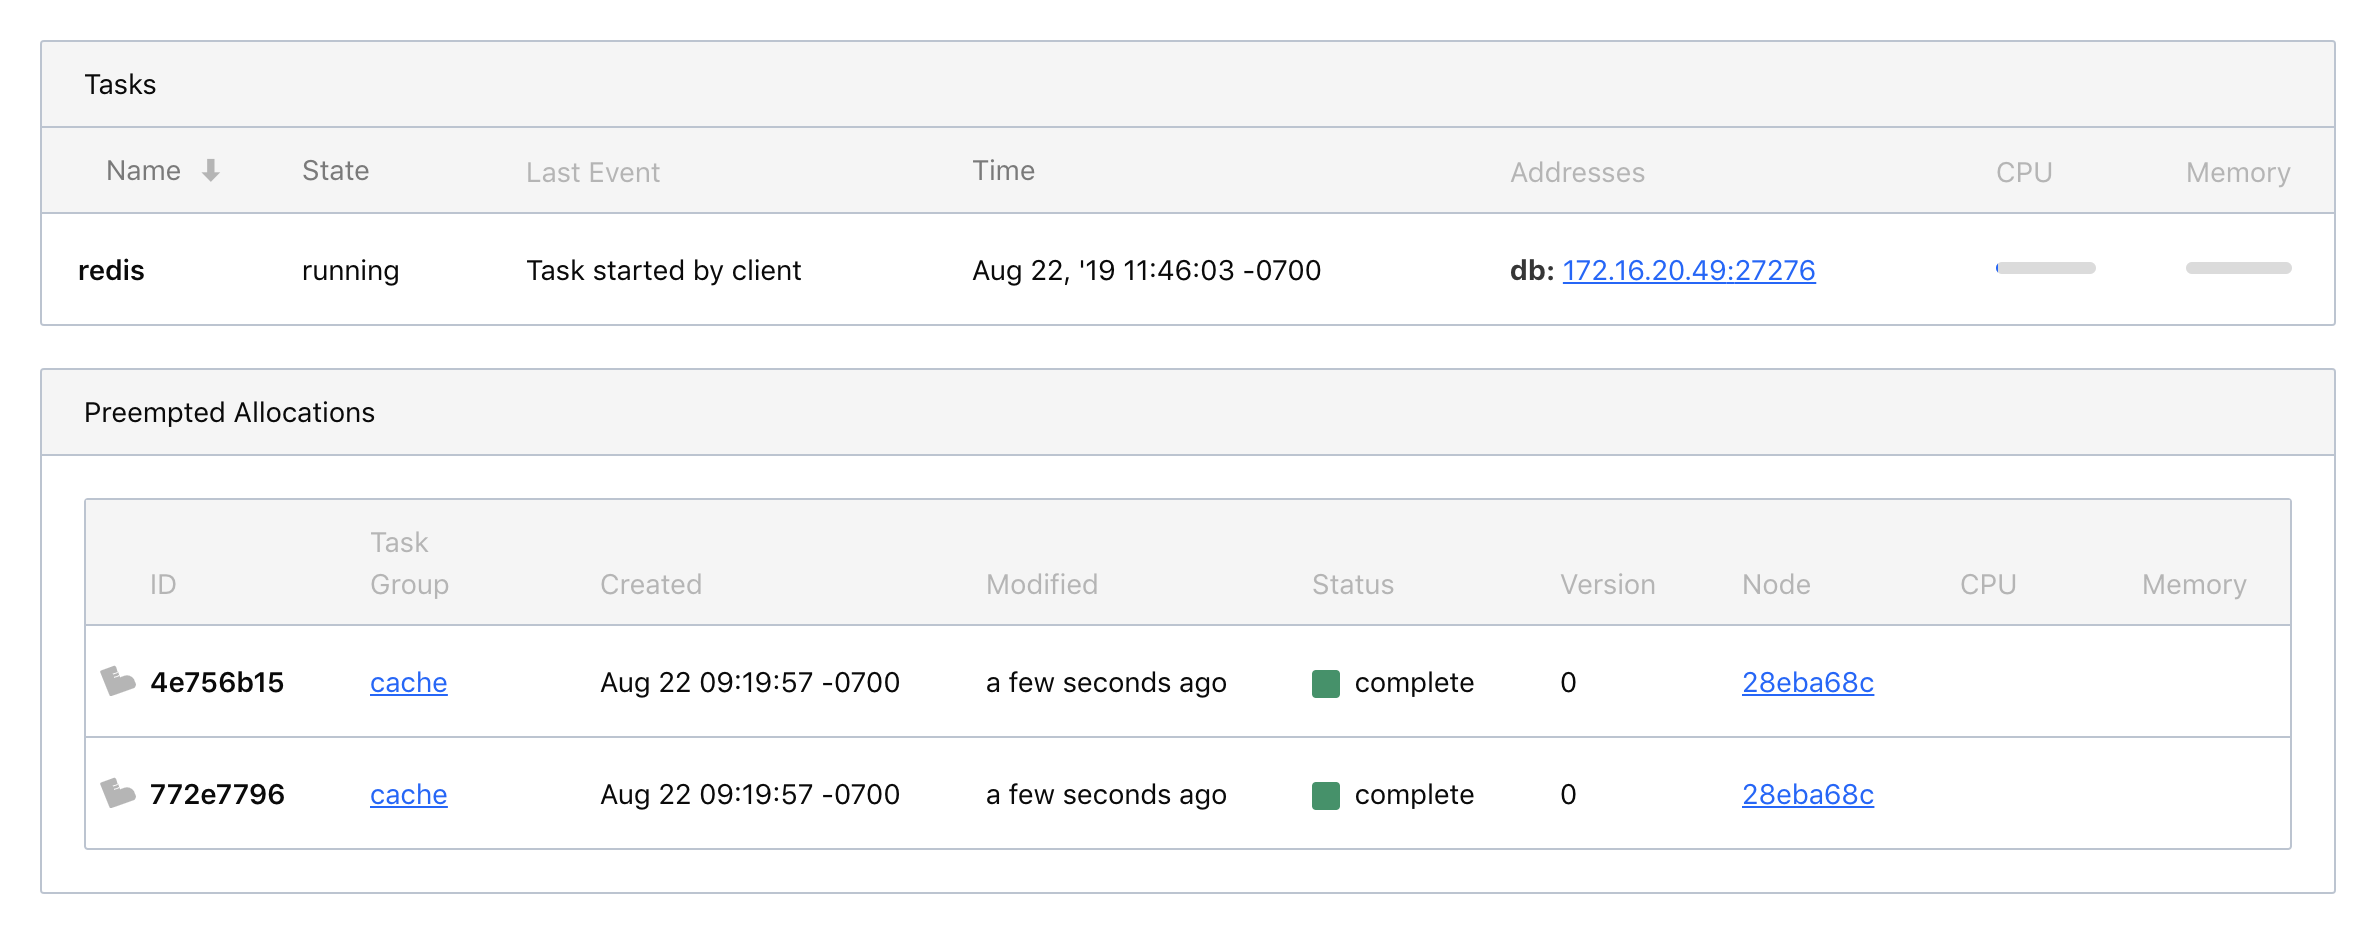 Tasks
Name State Last Event Time Addresses CPU Memory
redis running Task started by client Aug 22, '19 11:46:03 -0700 db: 172.16.20.49:27276
Preempted Allocations
ID Task Group Created Modified Status Version Node CPU Memory
4e756b15 cache Aug 22 09:19:57 -0700 a few seconds ago complete 0 28eba68c
772e7796 cache Aug 22 09:19:57 -0700 a few seconds ago complete 0 28eba68c